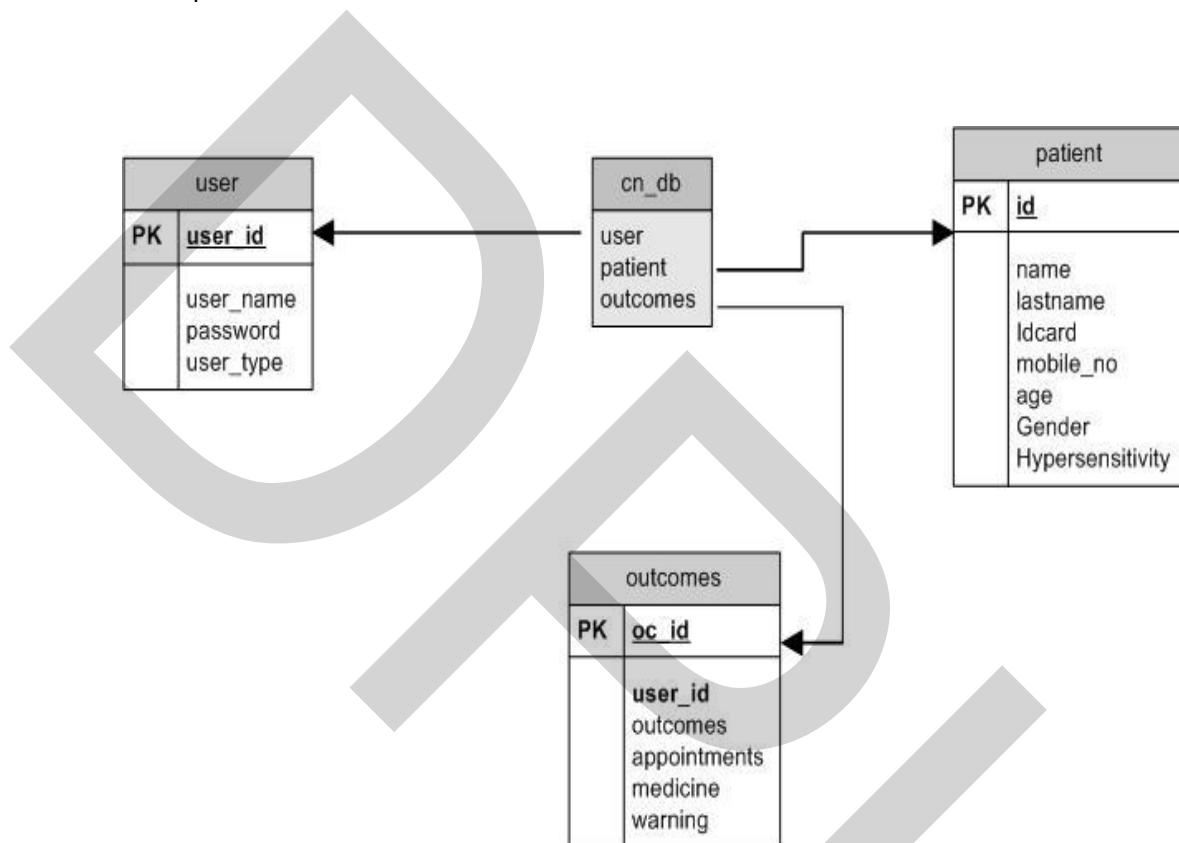 user
PK user_id
user_name
password
user_type
cn_db
user
patient
outcomes
patient
PK id
name
lastname
Idcard
mobile_no
age
Gender
Hypersensitivity
outcomes
PK oc_id
user_id
outcomes
appointments
medicine
warning